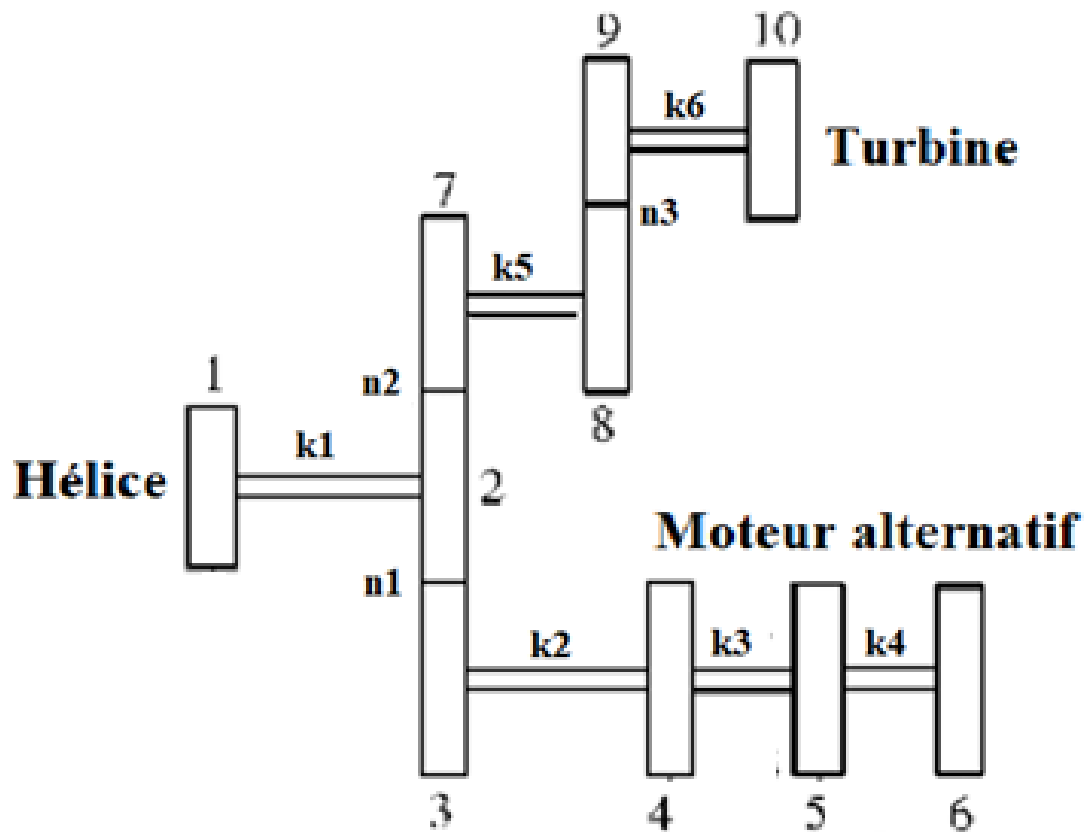 9 10
k6
Turbine
7
n3
k5
1
n2
8
k1
Hélice
2
Moteur alternatif
n1
k2 k3 k4
3 4 5 6